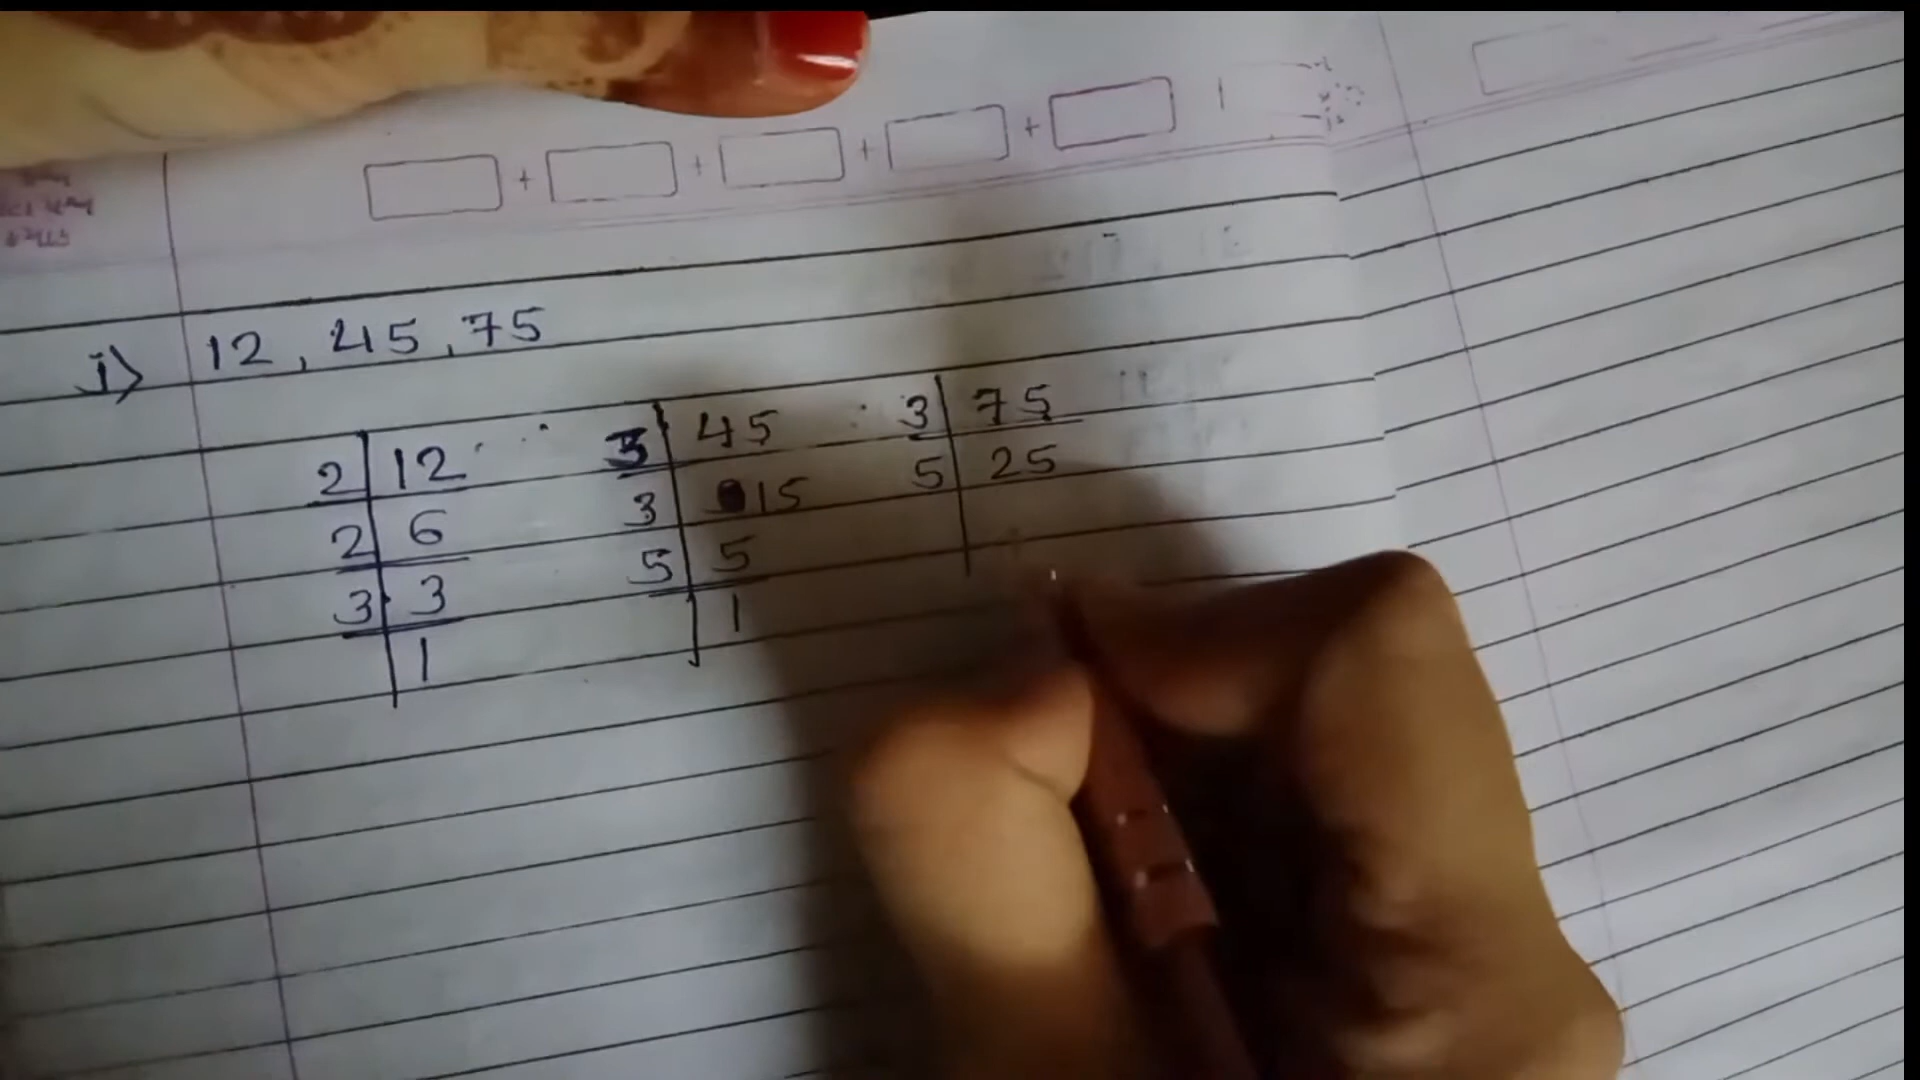 i) 12, 45, 75
2 | 12
2 | 6
3 | 3
1
3 | 45
3 | 15
5 | 5
1
3 | 75
5 | 25
+ + + +